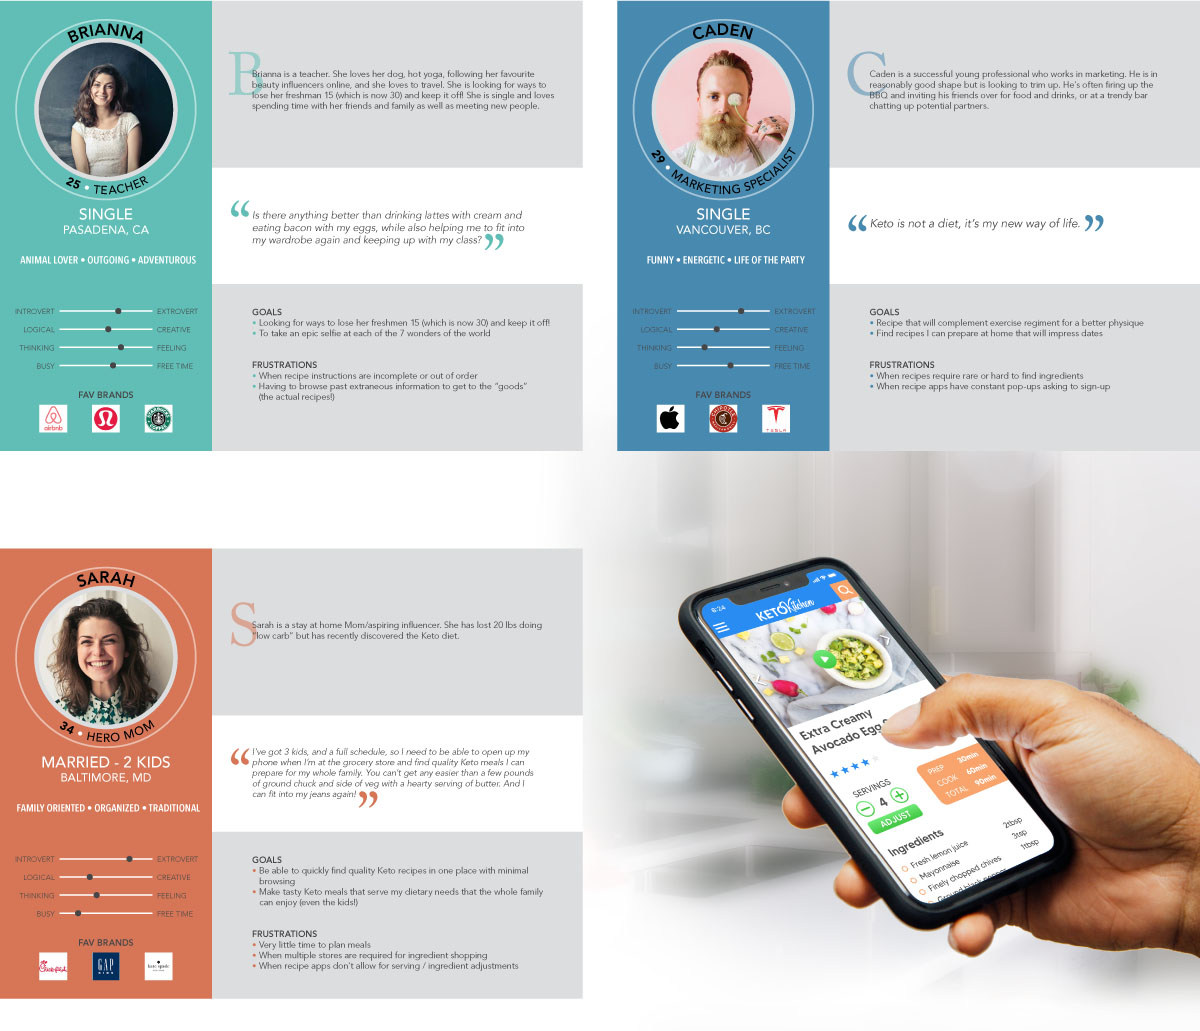 BRIANNA
25 • TEACHER
SINGLE
PASADENA, CA
ANIMAL LOVER • OUTGOING • ADVENTUROUS
INTROVERT EXTROVERT
LOGICAL CREATIVE
THINKING FEELING
BUSY FREE TIME
FAV BRANDS
airbnb
B
Brianna is a teacher. She loves her dog, hot yoga, following her favourite
beauty influencers online, and she loves to travel. She is looking for ways to
lose her freshman 15 (which is now 30) and keep it off! She is single and loves
spending time with her friends and family as well as meeting new people.
“Is there anything better than drinking lattes with cream and
eating bacon with my eggs, while also helping me to fit into
my wardrobe again and keeping up with my class?”
GOALS
• Looking for ways to lose her freshmen 15 (which is now 30) and keep it off!
• To take an epic selfie at each of the 7 wonders of the world
FRUSTRATIONS
• When recipe instructions are incomplete or out of order
• Having to browse past extraneous information to get to the “goods”
(the actual recipes!)
CADEN
29 • MARKETING SPECIALIST
SINGLE
VANCOUVER, BC
FUNNY • ENERGETIC • LIFE OF THE PARTY
INTROVERT EXTROVERT
LOGICAL CREATIVE
THINKING FEELING
BUSY FREE TIME
FAV BRANDS
TESLA
C
Caden is a successful young professional who works in marketing. He is in
reasonably good shape but is looking to trim up. He's often firing up the
BBQ and inviting his friends over for food and drinks, or at a trendy bar
chatting up potential partners.
“Keto is not a diet, it’s my new way of life.”
GOALS
• Recipe that will complement exercise regiment for a better physique
• Find recipes I can prepare at home that will impress dates
FRUSTRATIONS
• When recipes require rare or hard to find ingredients
• When recipe apps have constant pop-ups asking to sign-up
SARAH
34 • HERO MOM
MARRIED - 2 KIDS
BALTIMORE, MD
FAMILY ORIENTED • ORGANIZED • TRADITIONAL
INTROVERT EXTROVERT
LOGICAL CREATIVE
THINKING FEELING
BUSY FREE TIME
FAV BRANDS
GAP
kate spade
S
Sarah is a stay at home Mom/aspiring influencer. She has lost 20 lbs doing
“low carb” but has recently discovered the Keto diet.
“I’ve got 3 kids, and a full schedule, so I need to be able to open up my
phone when I’m at the grocery store and find quality Keto meals I can
prepare for my whole family. You can’t get any easier than a few pounds
of ground chuck and side of veg with a hearty serving of butter. And I
can fit into my jeans again!”
GOALS
• Be able to quickly find quality Keto recipes in one place with minimal
browsing
• Make tasty Keto meals that serve my dietary needs that the whole family
can enjoy (even the kids!)
FRUSTRATIONS
• Very little time to plan meals
• When multiple stores are required for ingredient shopping
• When recipe apps don’t allow for serving / ingredient adjustments
6:24
KETO Kitchen
Extra Creamy
Avocado Egg
SERVINGS
4
ADJUST
PREP 30min
COOK 60min
TOTAL 90min
Ingredients
Fresh lemon juice 2tbsp
Mayonnaise 3tsp
Finely chopped chives 1tbsp